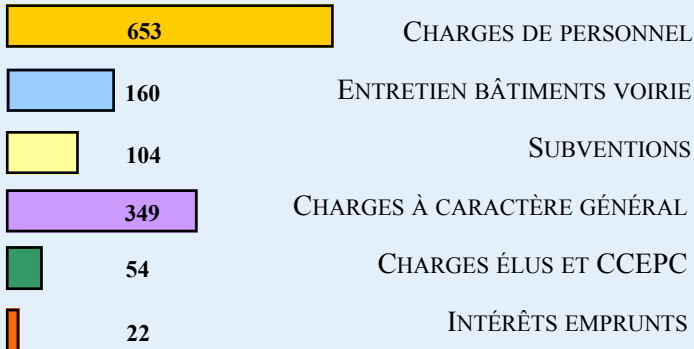 653 CHARGES DE PERSONNEL
160 ENTRETIEN BÂTIMENTS VOIRIE
104 SUBVENTIONS
349 CHARGES À CARACTÈRE GÉNÉRAL
54 CHARGES ÉLUS ET CCEPC
22 INTÉRÊTS EMPRUNTS